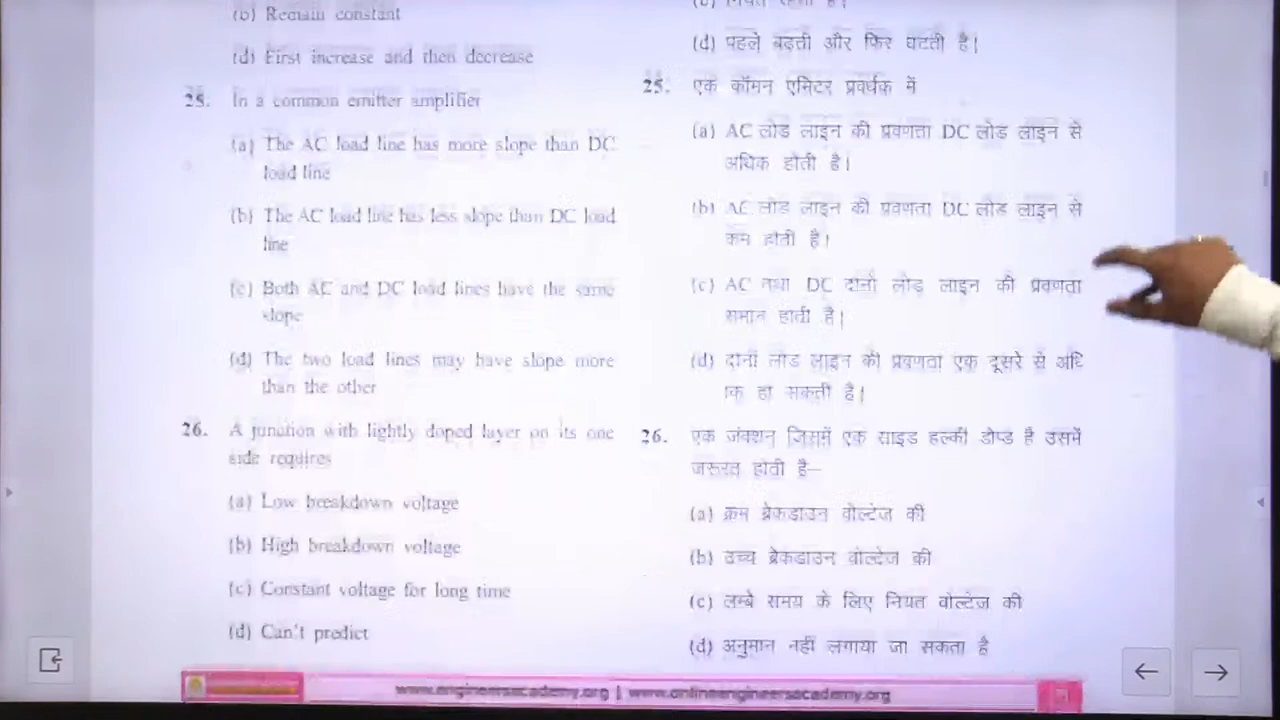 (b) Remain constant
(d) First increase and then decrease
25. In a common emitter amplifier
(a) The AC load line has more slope than DC
load line
(b) The AC load line has less slope than DC load
line
(c) Both AC and DC load lines have the same
slope
(d) The two load lines may have slope more
than the other
26. A junction with lightly doped layer on its one
side requires
(a) Low breakdown voltage
(b) High breakdown voltage
(c) Constant voltage for long time
(d) Can't predict
(d) पहले बढ़ती और फिर घटती है।
25. एक कॉमन एमिटर प्रवर्धक में
(a) AC लोड लाइन की प्रवणता DC लोड लाइन से
अधिक होती है।
(b) AC लोड लाइन की प्रवणता DC लोड लाइन से
कम होती है।
(c) AC तथा DC दोनों लोड़ लाइन की प्रवणता
समान होती है|
(d) दोनों लोड लाइन की प्रवणता एक दूसरे से अधि
क हो सकती है।
26. एक जंक्शन जिसमें एक साइड हल्की डोप्ड है उसमें
जरूरत होती है–
(a) क्रम ब्रेकडाउन वोल्टेज की
(b) उच्च ब्रेकडाउन वोल्टेज की
(c) लम्बे समय के लिए नियत वोल्टेज की
(d) अनुमान नहीं लगाया जा सकता है
www.engineersacademy.org | www.onlineengineersacademy.org